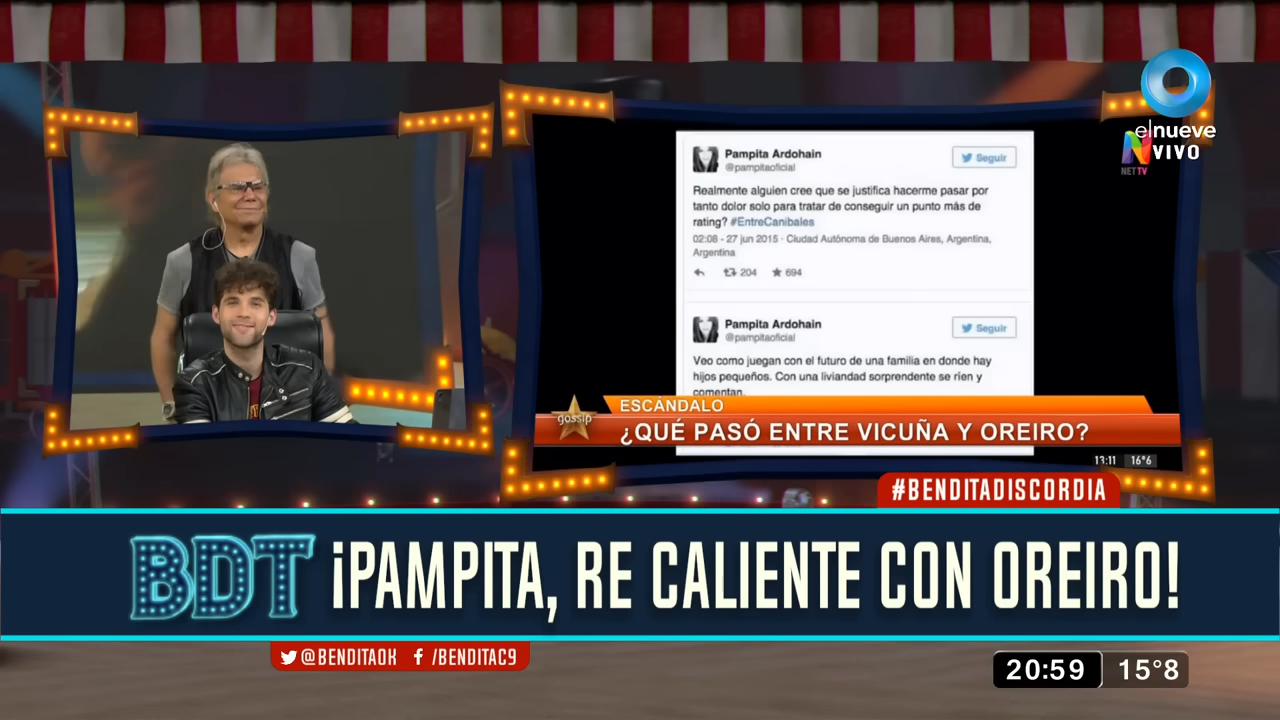 elnueve
VIVO
NET TV
Pampita Ardohain
@pampitaoficial
Seguir
Realmente alguien cree que se justifica hacerme pasar por
tanto dolor solo para tratar de conseguir un punto más de
rating? #EntreCanibales
02:08 - 27 jun 2015 · Ciudad Autónoma de Buenos Aires, Argentina,
Argentina
204 694
Pampita Ardohain
@pampitaoficial
Seguir
Veo como juegan con el futuro de una familia en donde hay
hijos pequeños. Con una liviandad sorprendente se ríen y
comentan.
gossip
ESCÁNDALO
¿QUÉ PASÓ ENTRE VICUÑA Y OREIRO?
13:11 16°6
#BENDITADISCORDIA
BDT ¡PAMPITA, RE CALIENTE CON OREIRO!
@BENDITAOK /BENDITAC9
20:59 15°8